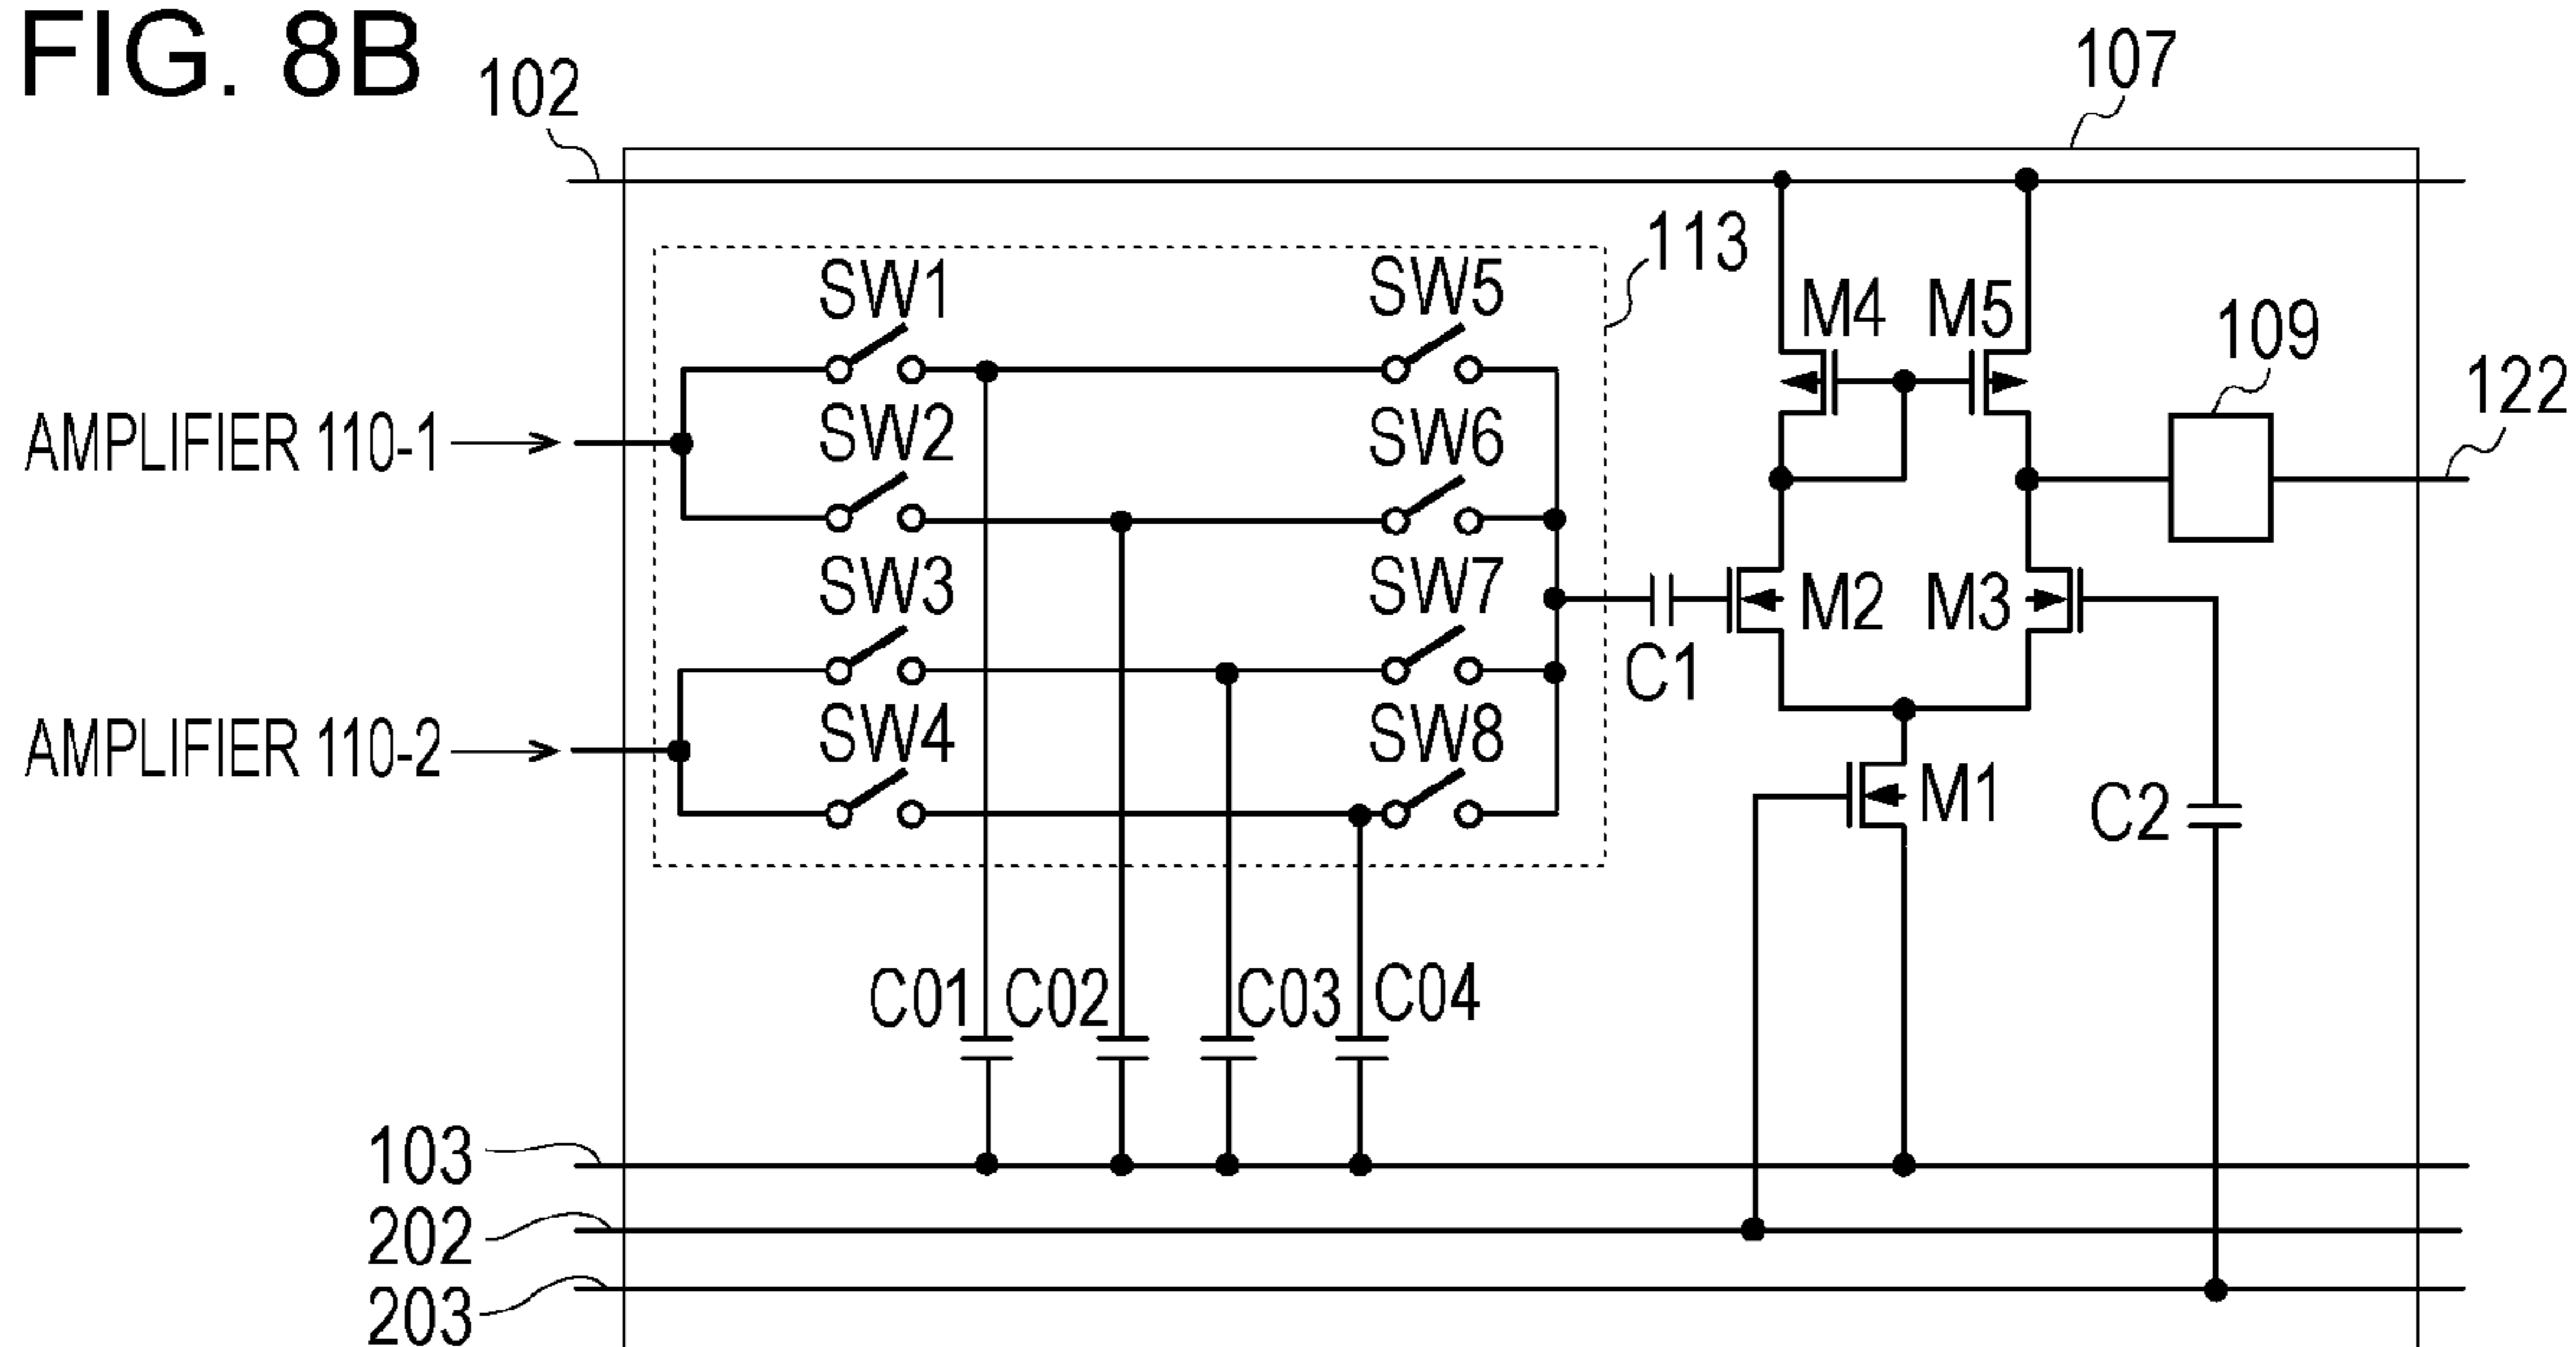 FIG. 8B
102
107
113
SW1
SW5
M4
M5
109
122
AMPLIFIER 110-1
SW2
SW6
SW3
SW7
M2
M3
C1
AMPLIFIER 110-2
SW4
SW8
M1
C2
C01
C02
C03
C04
103
202
203